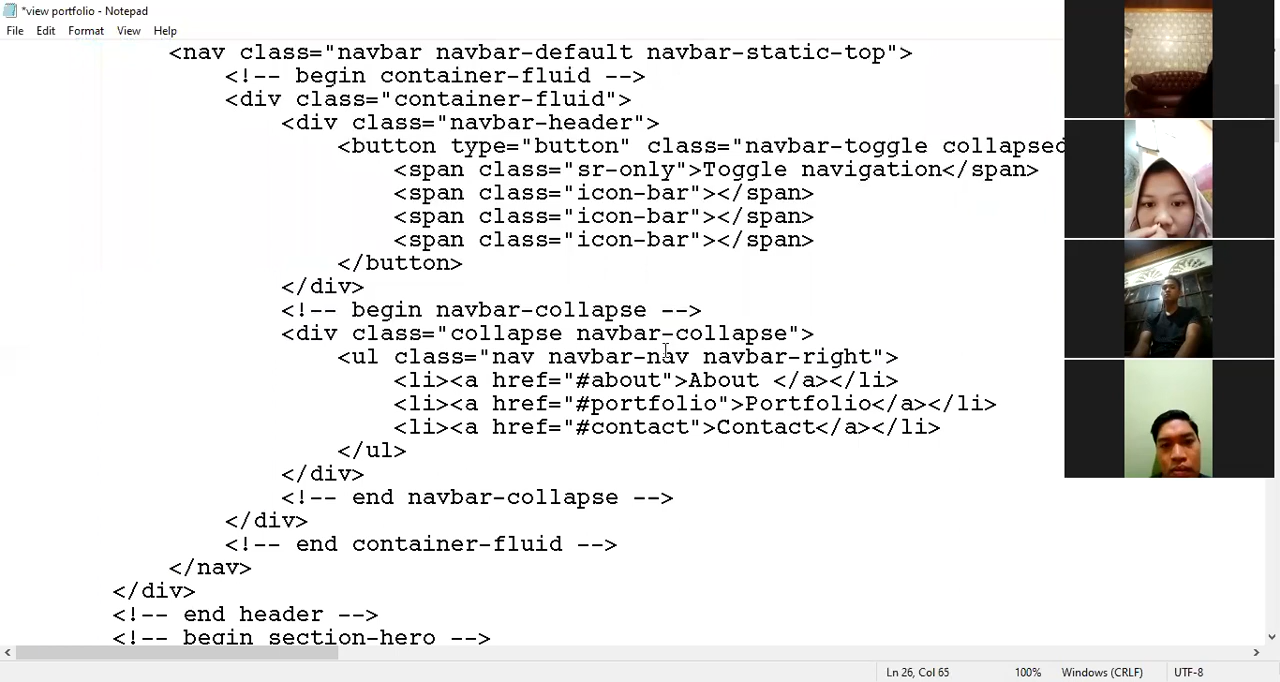 *view portfolio - Notepad
File Edit Format View Help
<nav class="navbar navbar-default navbar-static-top">
<!-- begin container-fluid -->
<div class="container-fluid">
<div class="navbar-header">
<button type="button" class="navbar-toggle collapsed
<span class="sr-only">Toggle navigation</span>
<span class="icon-bar"></span>
<span class="icon-bar"></span>
<span class="icon-bar"></span>
</button>
</div>
<!-- begin navbar-collapse -->
<div class="collapse navbar-collapse">
<ul class="nav navbar-nav navbar-right">
<li><a href="#about">About </a></li>
<li><a href="#portfolio">Portfolio</a></li>
<li><a href="#contact">Contact</a></li>
</ul>
</div>
<!-- end navbar-collapse -->
</div>
<!-- end container-fluid -->
</nav>
</div>
<!-- end header -->
<!-- begin section-hero -->
Ln 26, Col 65 100% Windows (CRLF) UTF-8